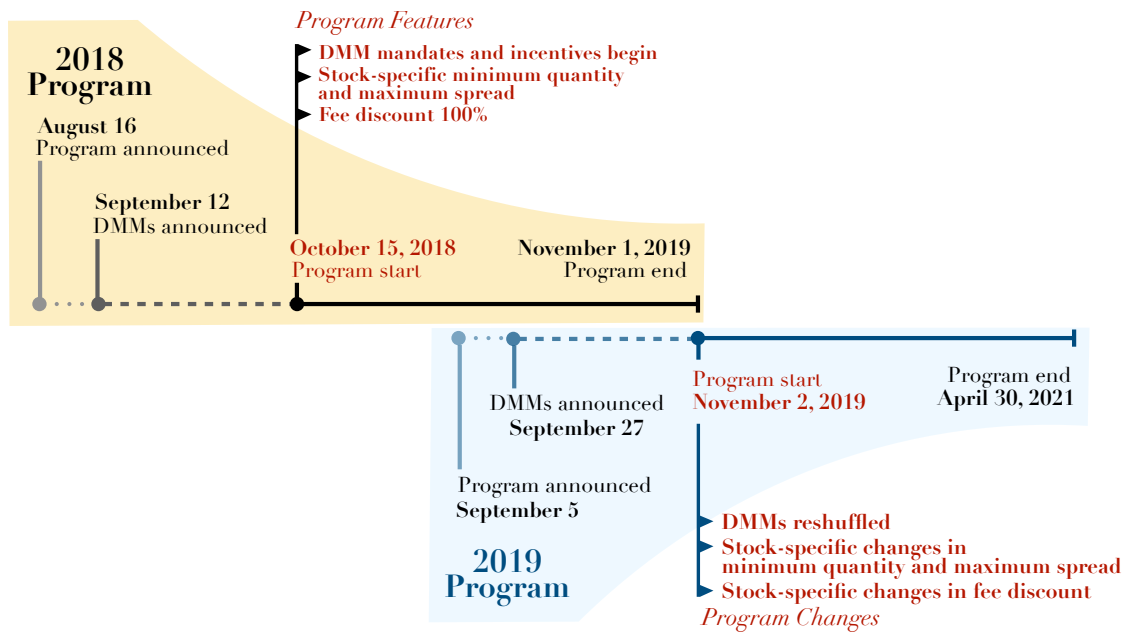 Program Features
DMM mandates and incentives begin
Stock-specific minimum quantity
and maximum spread
Fee discount 100%
2018
Program
August 16
Program announced
September 12
DMMs announced
October 15, 2018
Program start
November 1, 2019
Program end
Program start
November 2, 2019
Program end
April 30, 2021
DMMs announced
September 27
Program announced
September 5
2019
Program
DMMs reshuffled
Stock-specific changes in
minimum quantity and maximum spread
Stock-specific changes in fee discount
Program Changes